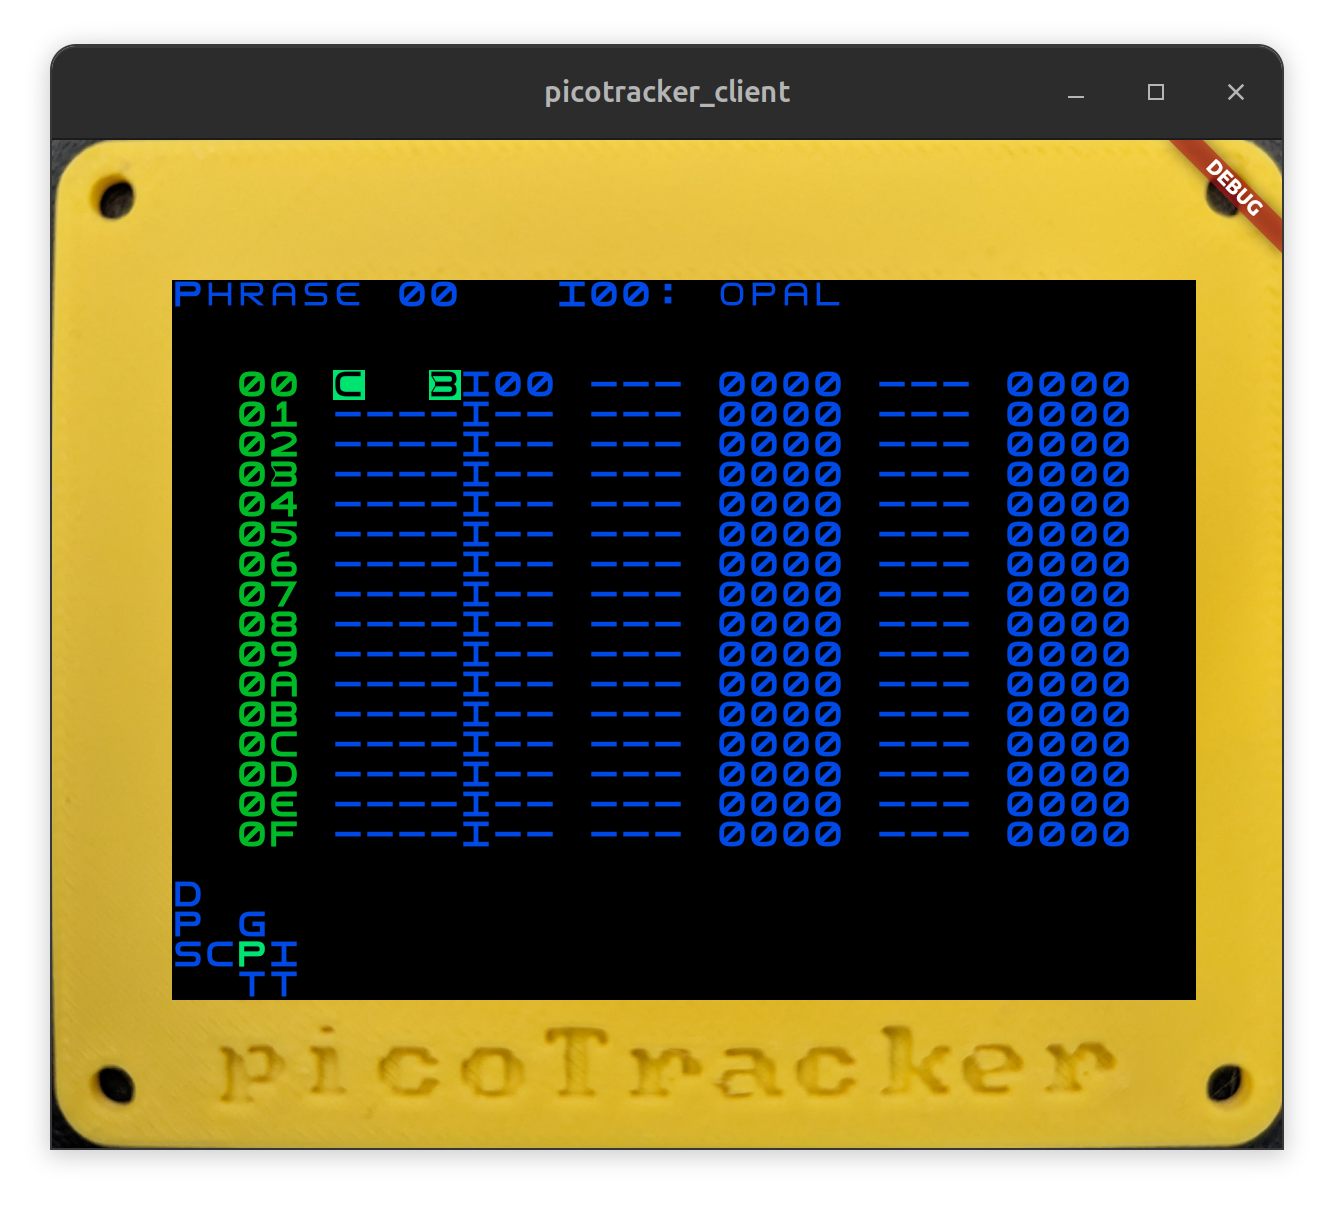 picotracker_client
DEBUG
PHRASE 00 I00: OPAL
00 C 3I00 --- 0000 --- 0000
01 ----I-- --- 0000 --- 0000
02 ----I-- --- 0000 --- 0000
03 ----I-- --- 0000 --- 0000
04 ----I-- --- 0000 --- 0000
05 ----I-- --- 0000 --- 0000
06 ----I-- --- 0000 --- 0000
07 ----I-- --- 0000 --- 0000
08 ----I-- --- 0000 --- 0000
09 ----I-- --- 0000 --- 0000
0A ----I-- --- 0000 --- 0000
0B ----I-- --- 0000 --- 0000
0C ----I-- --- 0000 --- 0000
0D ----I-- --- 0000 --- 0000
0E ----I-- --- 0000 --- 0000
0F ----I-- --- 0000 --- 0000
D
P G
SCPI
TT
picoTracker